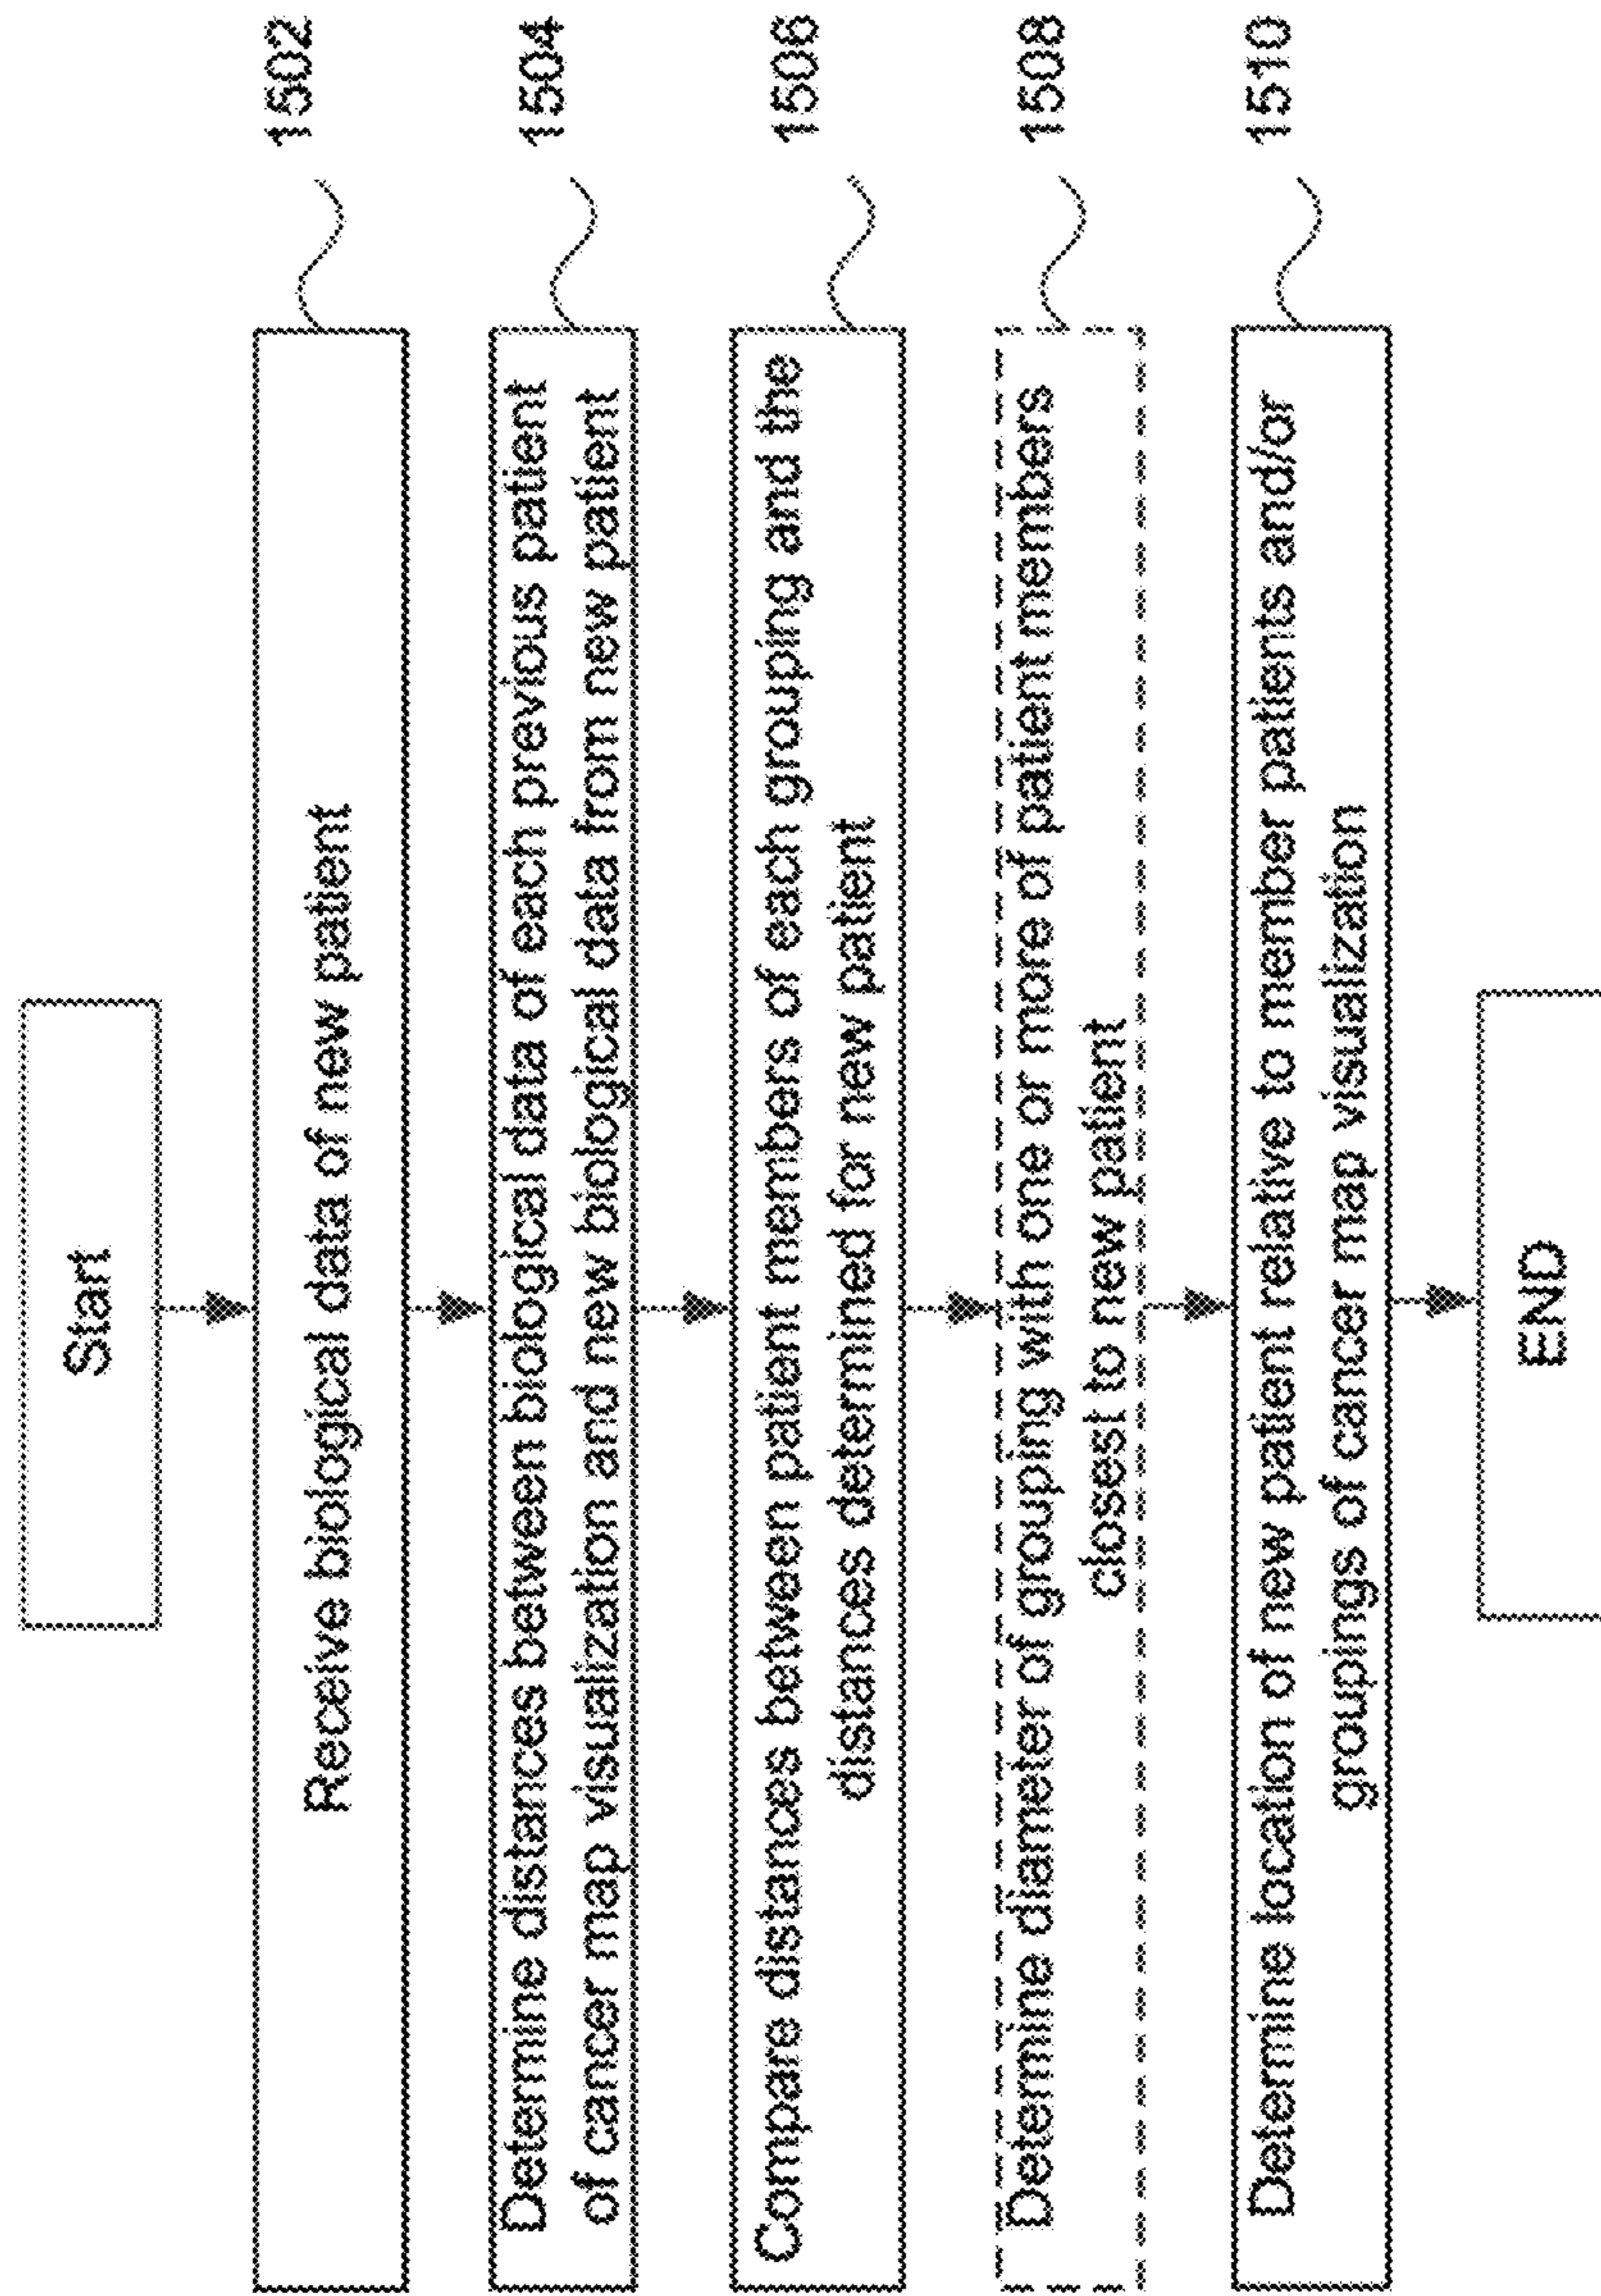 Start
Receive biological data of new patient
1502
Determine distances between biological data of each previous patient
of cancer map visualization and new biological data from new patient
1504
Compare distances between patient members of each grouping and the
distances determined for new patient
1506
Determine diameter of grouping with one or more of patient members
closest to new patient
1508
Determine location of new patient relative to member patients and/or
groupings of cancer map visualization
1510
END